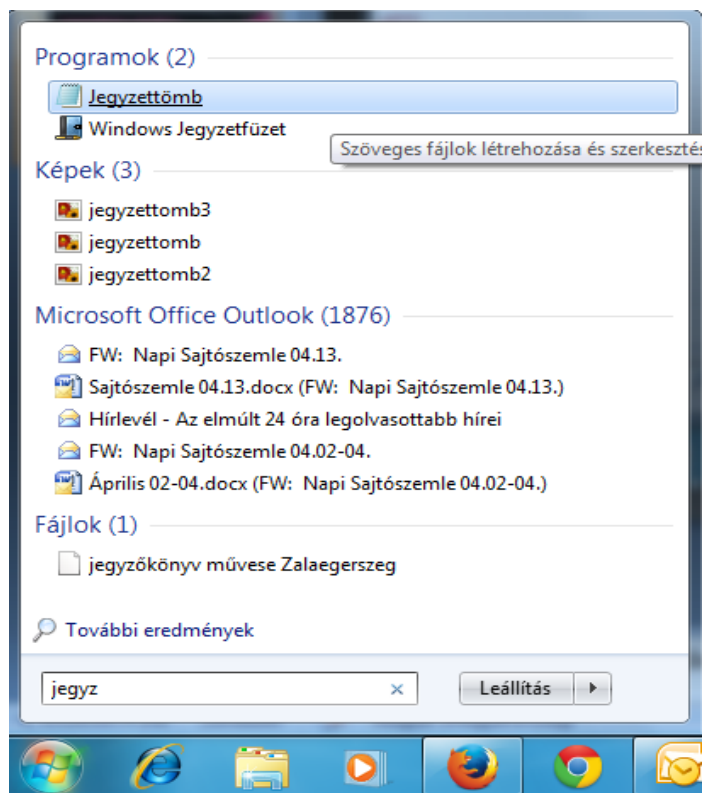 Programok (2)
Jegyzettömb
Windows Jegyzetfüzet
Szöveges fájlok létrehozása és
Képek (3)
jegyzettomb3
jegyzettomb
jegyzettomb2
Microsoft Office Outlook (1876)
FW: Napi Sajtószemle 04.13.
Sajtószemle 04.13.docx (FW: Napi Sajtószemle 04.13.)
Hírlevél - Az elmúlt 24 óra legolvasottabb hírei
FW: Napi Sajtószemle 04.02-04.
Április 02-04.docx (FW: Napi Sajtószemle 04.02-04.)
Fájlok (1)
jegyzőkönyv művese Zalaegerszeg
További eredmények
jegyz
Leállítás